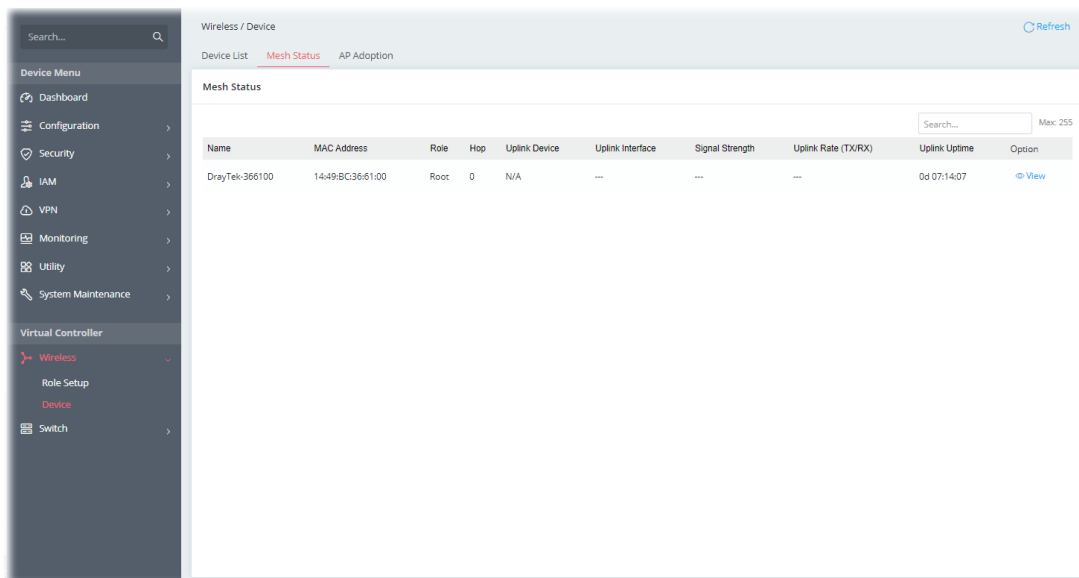 Search...
Device Menu
Dashboard
Configuration
Security
IAM
VPN
Monitoring
Utility
System Maintenance
Virtual Controller
Wireless
Role Setup
Device
Switch
Wireless / Device
Refresh
Device List Mesh Status AP Adoption
Mesh Status
Search... Max: 255
Name MAC Address Role Hop Uplink Device Uplink Interface Signal Strength Uplink Rate (TX/RX) Uplink Uptime Option
DrayTek-366100 14:49:BC:36:61:00 Root 0 N/A --- --- --- 0d 07:14:07 View